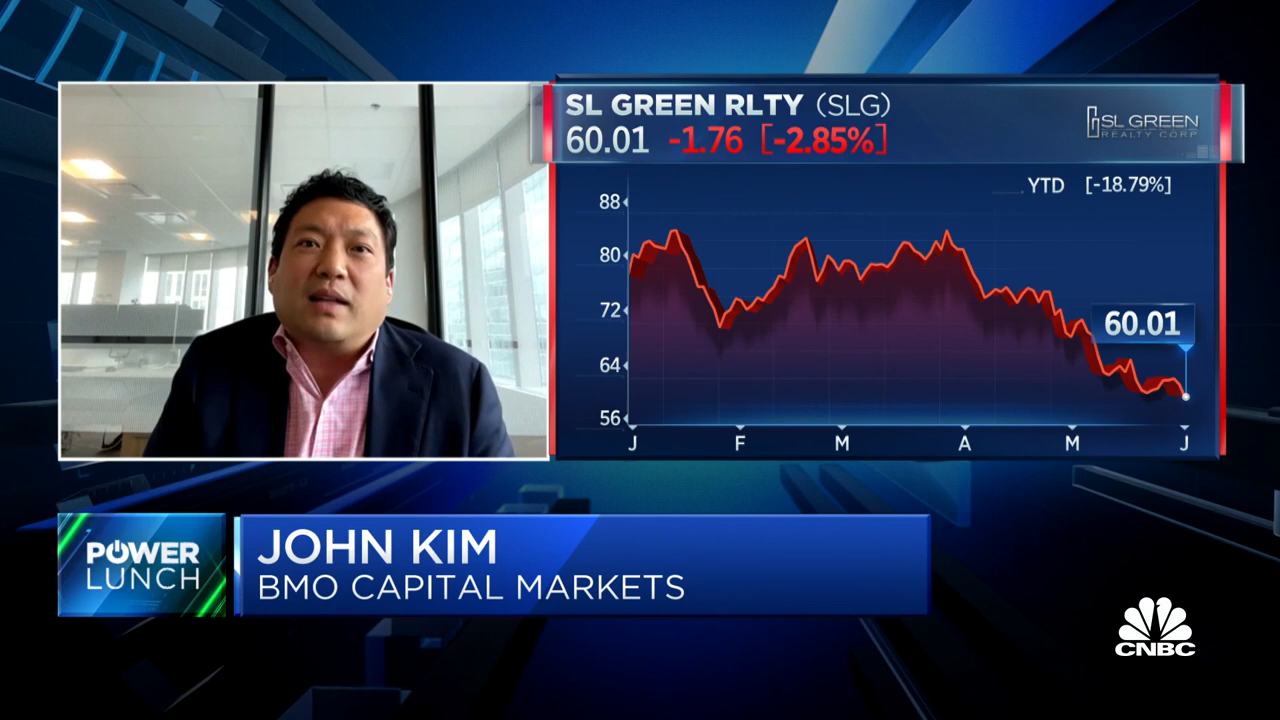 SL GREEN RLTY (SLG)
60.01 -1.76 [-2.85%]
SL GREEN
REALTY CORP
YTD [-18.79%]
88
80
72
64
56
60.01
J F M A M J
POWER
LUNCH
JOHN KIM
BMO CAPITAL MARKETS
CNBC